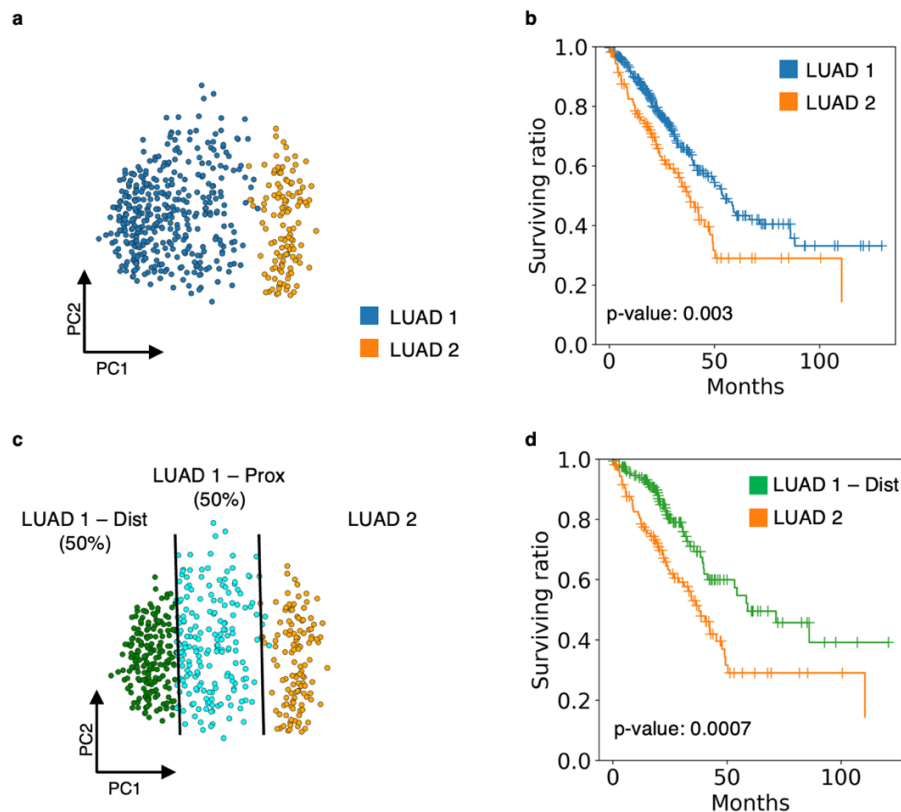 a
PC2
PC1
LUAD 1
LUAD 2
b
1.0
0.8
0.6
0.4
0.2
0.0
Surviving ratio
0
50
100
Months
LUAD 1
LUAD 2
p-value: 0.003
c
LUAD 1 – Dist
(50%)
LUAD 1 – Prox
(50%)
LUAD 2
PC2
PC1
d
1.0
0.8
0.6
0.4
0.2
0.0
Surviving ratio
0
50
100
Months
LUAD 1 – Dist
LUAD 2
p-value: 0.0007